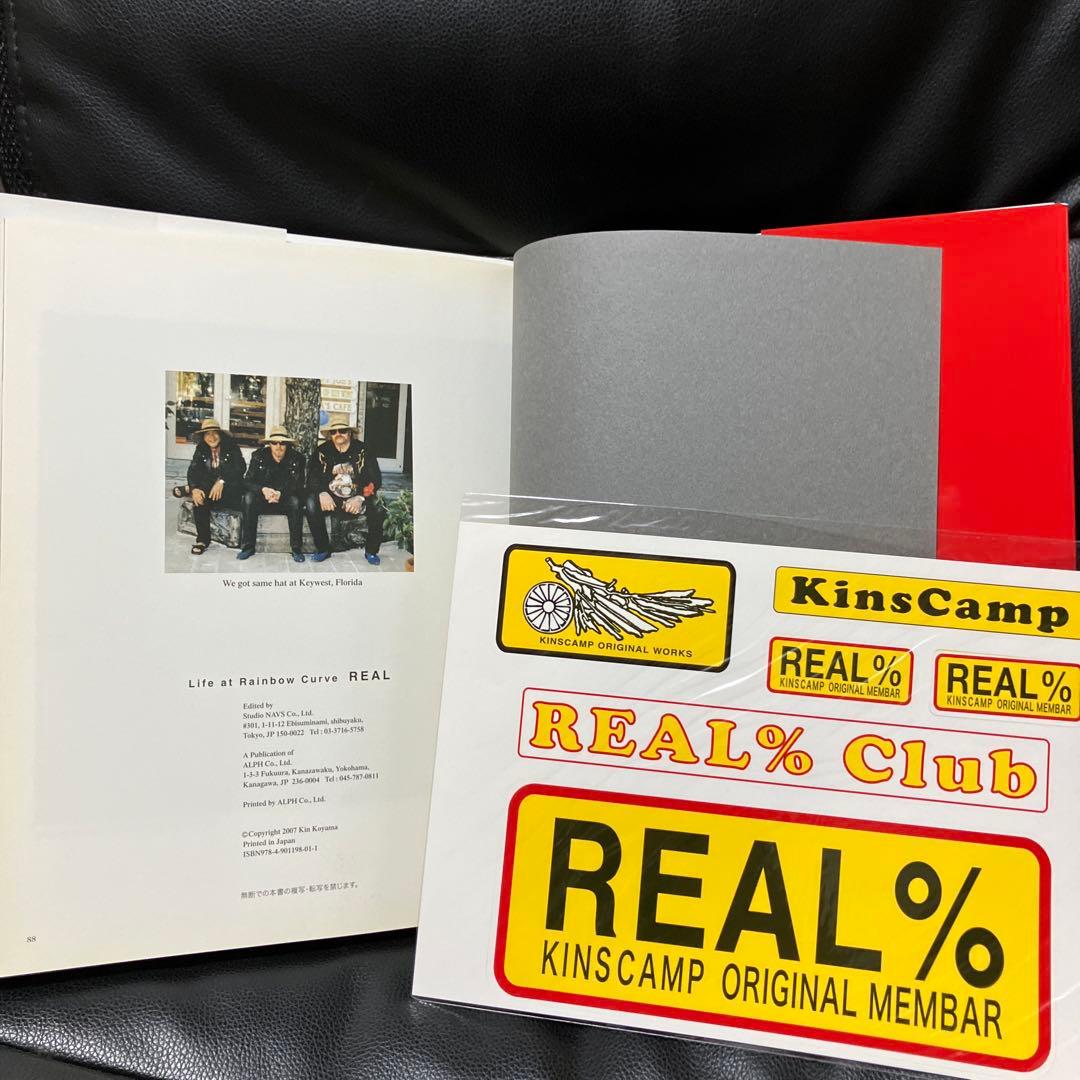 'S CAFE
We got same hat at Keywest, Florida
Life at Rainbow Curve REAL
Edited by
Studio NAVS Co., Ltd.
#301, 1-11-12 Ebisuminami, shibuyaku,
Tokyo, JP 150-0022 Tel : 03-3716-5758
A Publication of
ALPH Co., Ltd.
1-3-3 Fukuura, Kanazawaku, Yokohama,
Kanagawa, JP 236-0004 Tel : 045-787-0811
Printed by ALPH Co., Ltd.
©Copyright 2007 Kin Koyama
Printed in Japan
ISBN978-4-901198-01-1
無断での本書の複写・転写を禁じます。
88
KINSCAMP ORIGINAL WORKS
KinsCamp
REAL%
KINSCAMP ORIGINAL MEMBAR
REAL%
KINSCAMP ORIGINAL MEMBAR
REAL% Club
REAL%
KINSCAMP ORIGINAL MEMBAR